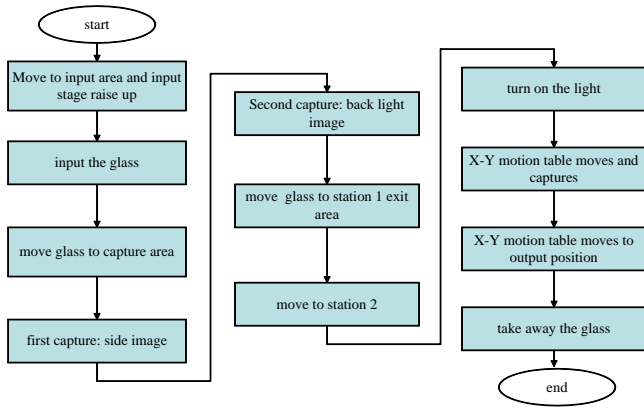 start
Move to input area and input
stage raise up
input the glass
move glass to capture area
first capture: side image
Second capture: back light
image
move glass to station 1 exit
area
move to station 2
turn on the light
X-Y motion table moves and
captures
X-Y motion table moves to
output position
take away the glass
end